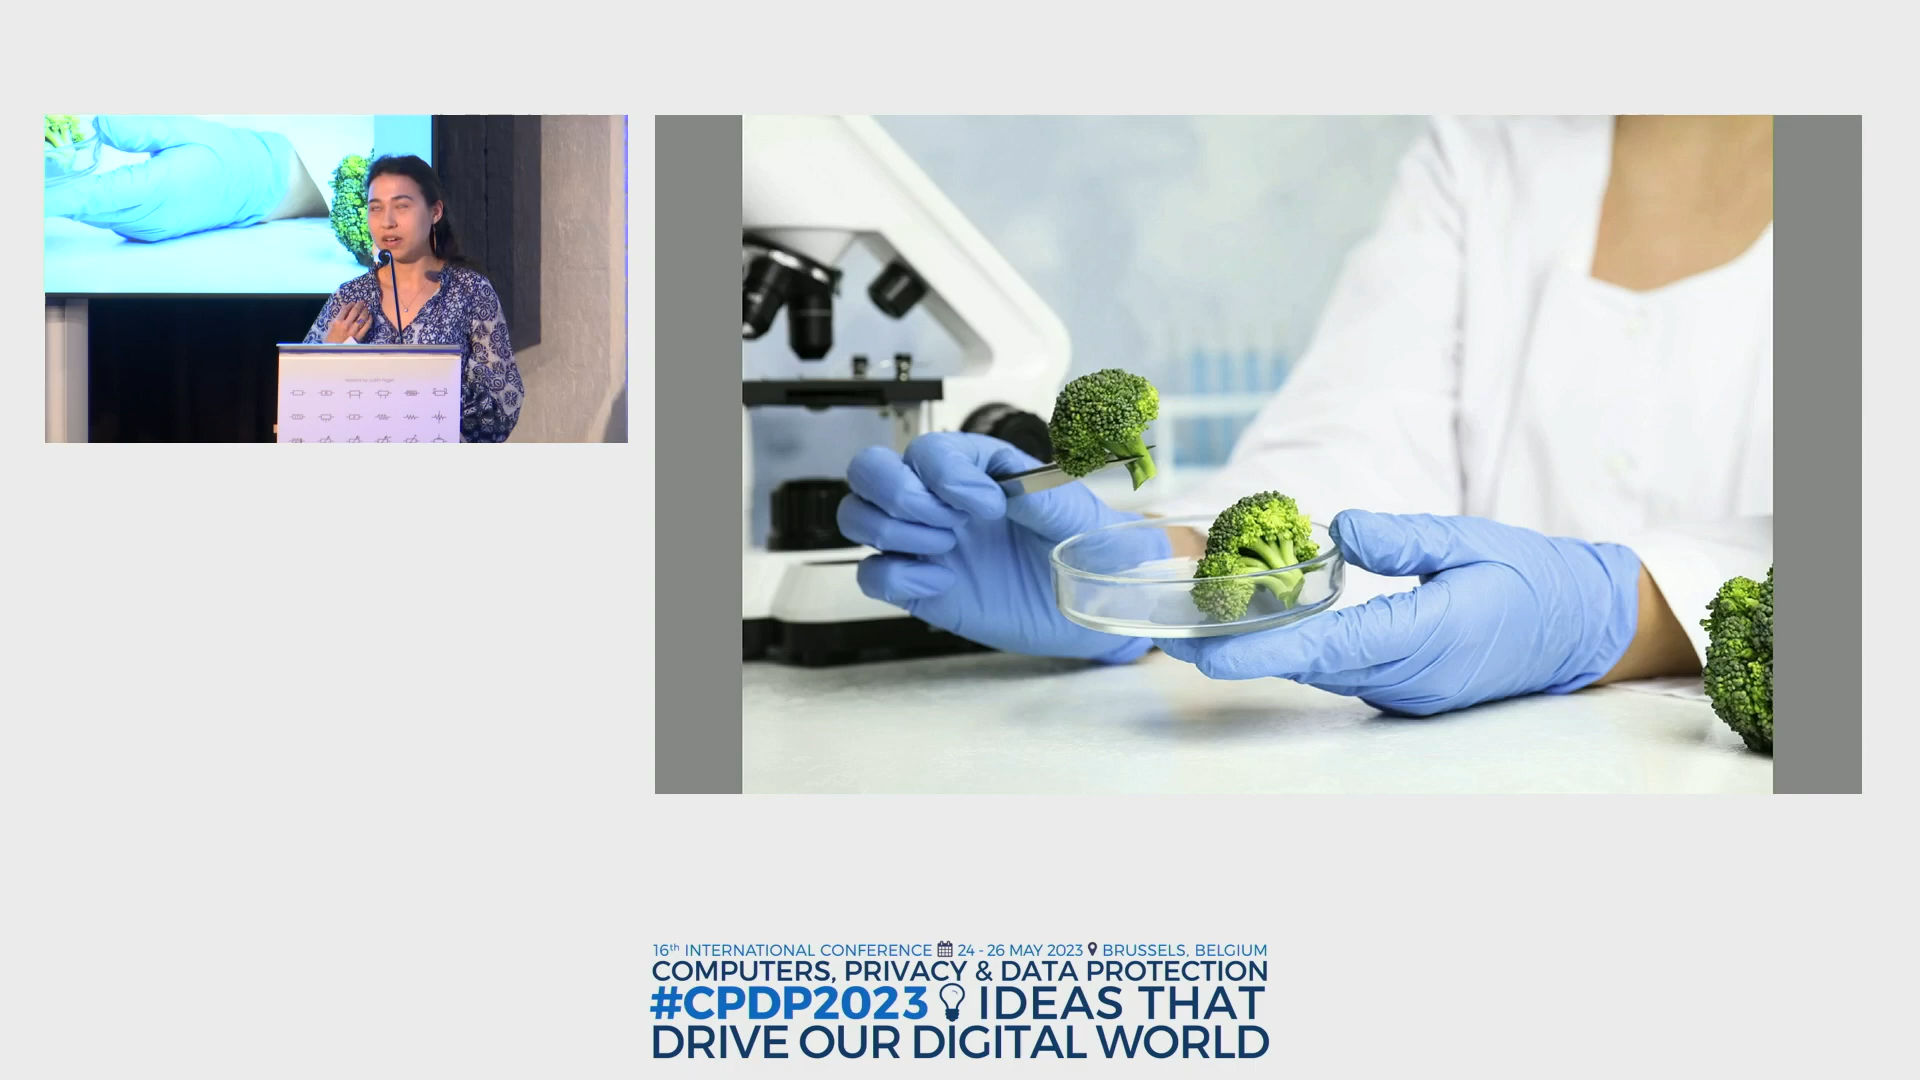 16th INTERNATIONAL CONFERENCE 24 - 26 MAY 2023 BRUSSELS, BELGIUM
COMPUTERS, PRIVACY & DATA PROTECTION
#CPDP2023 IDEAS THAT
DRIVE OUR DIGITAL WORLD